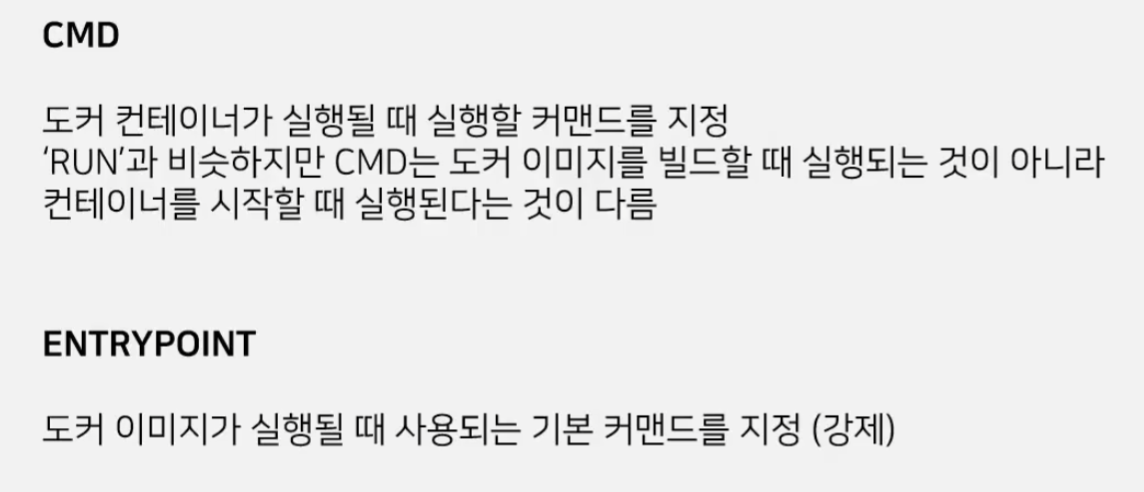 CMD
도커 컨테이너가 실행될 때 실행할 커맨드를 지정
'RUN'과 비슷하지만 CMD는 도커 이미지를 빌드할 때 실행되는 것이 아니라
컨테이너를 시작할 때 실행된다는 것이 다름
ENTRYPOINT
도커 이미지가 실행될 때 사용되는 기본 커맨드를 지정 (강제)